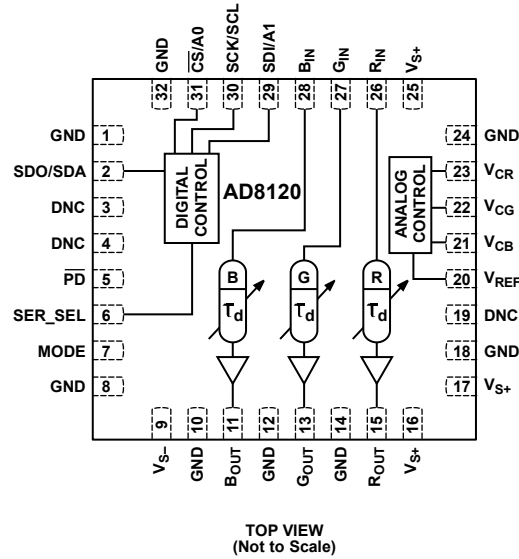 GND
CS/A0
SCK/SCL
SDI/A1
BIN
GIN
RIN
VS+
32
31
30
29
28
27
26
25
GND 1
SDO/SDA 2
DNC 3
DNC 4
PD 5
SER_SEL 6
MODE 7
GND 8
DIGITAL
CONTROL
AD8120
ANALOG
CONTROL
B
τd
G
τd
R
τd
24 GND
23 VCR
22 VCG
21 VCB
20 VREF
19 DNC
18 GND
17 VS+
9
10
11
12
13
14
15
16
VS–
GND
BOUT
GND
GOUT
GND
ROUT
VS+
TOP VIEW
(Not to Scale)